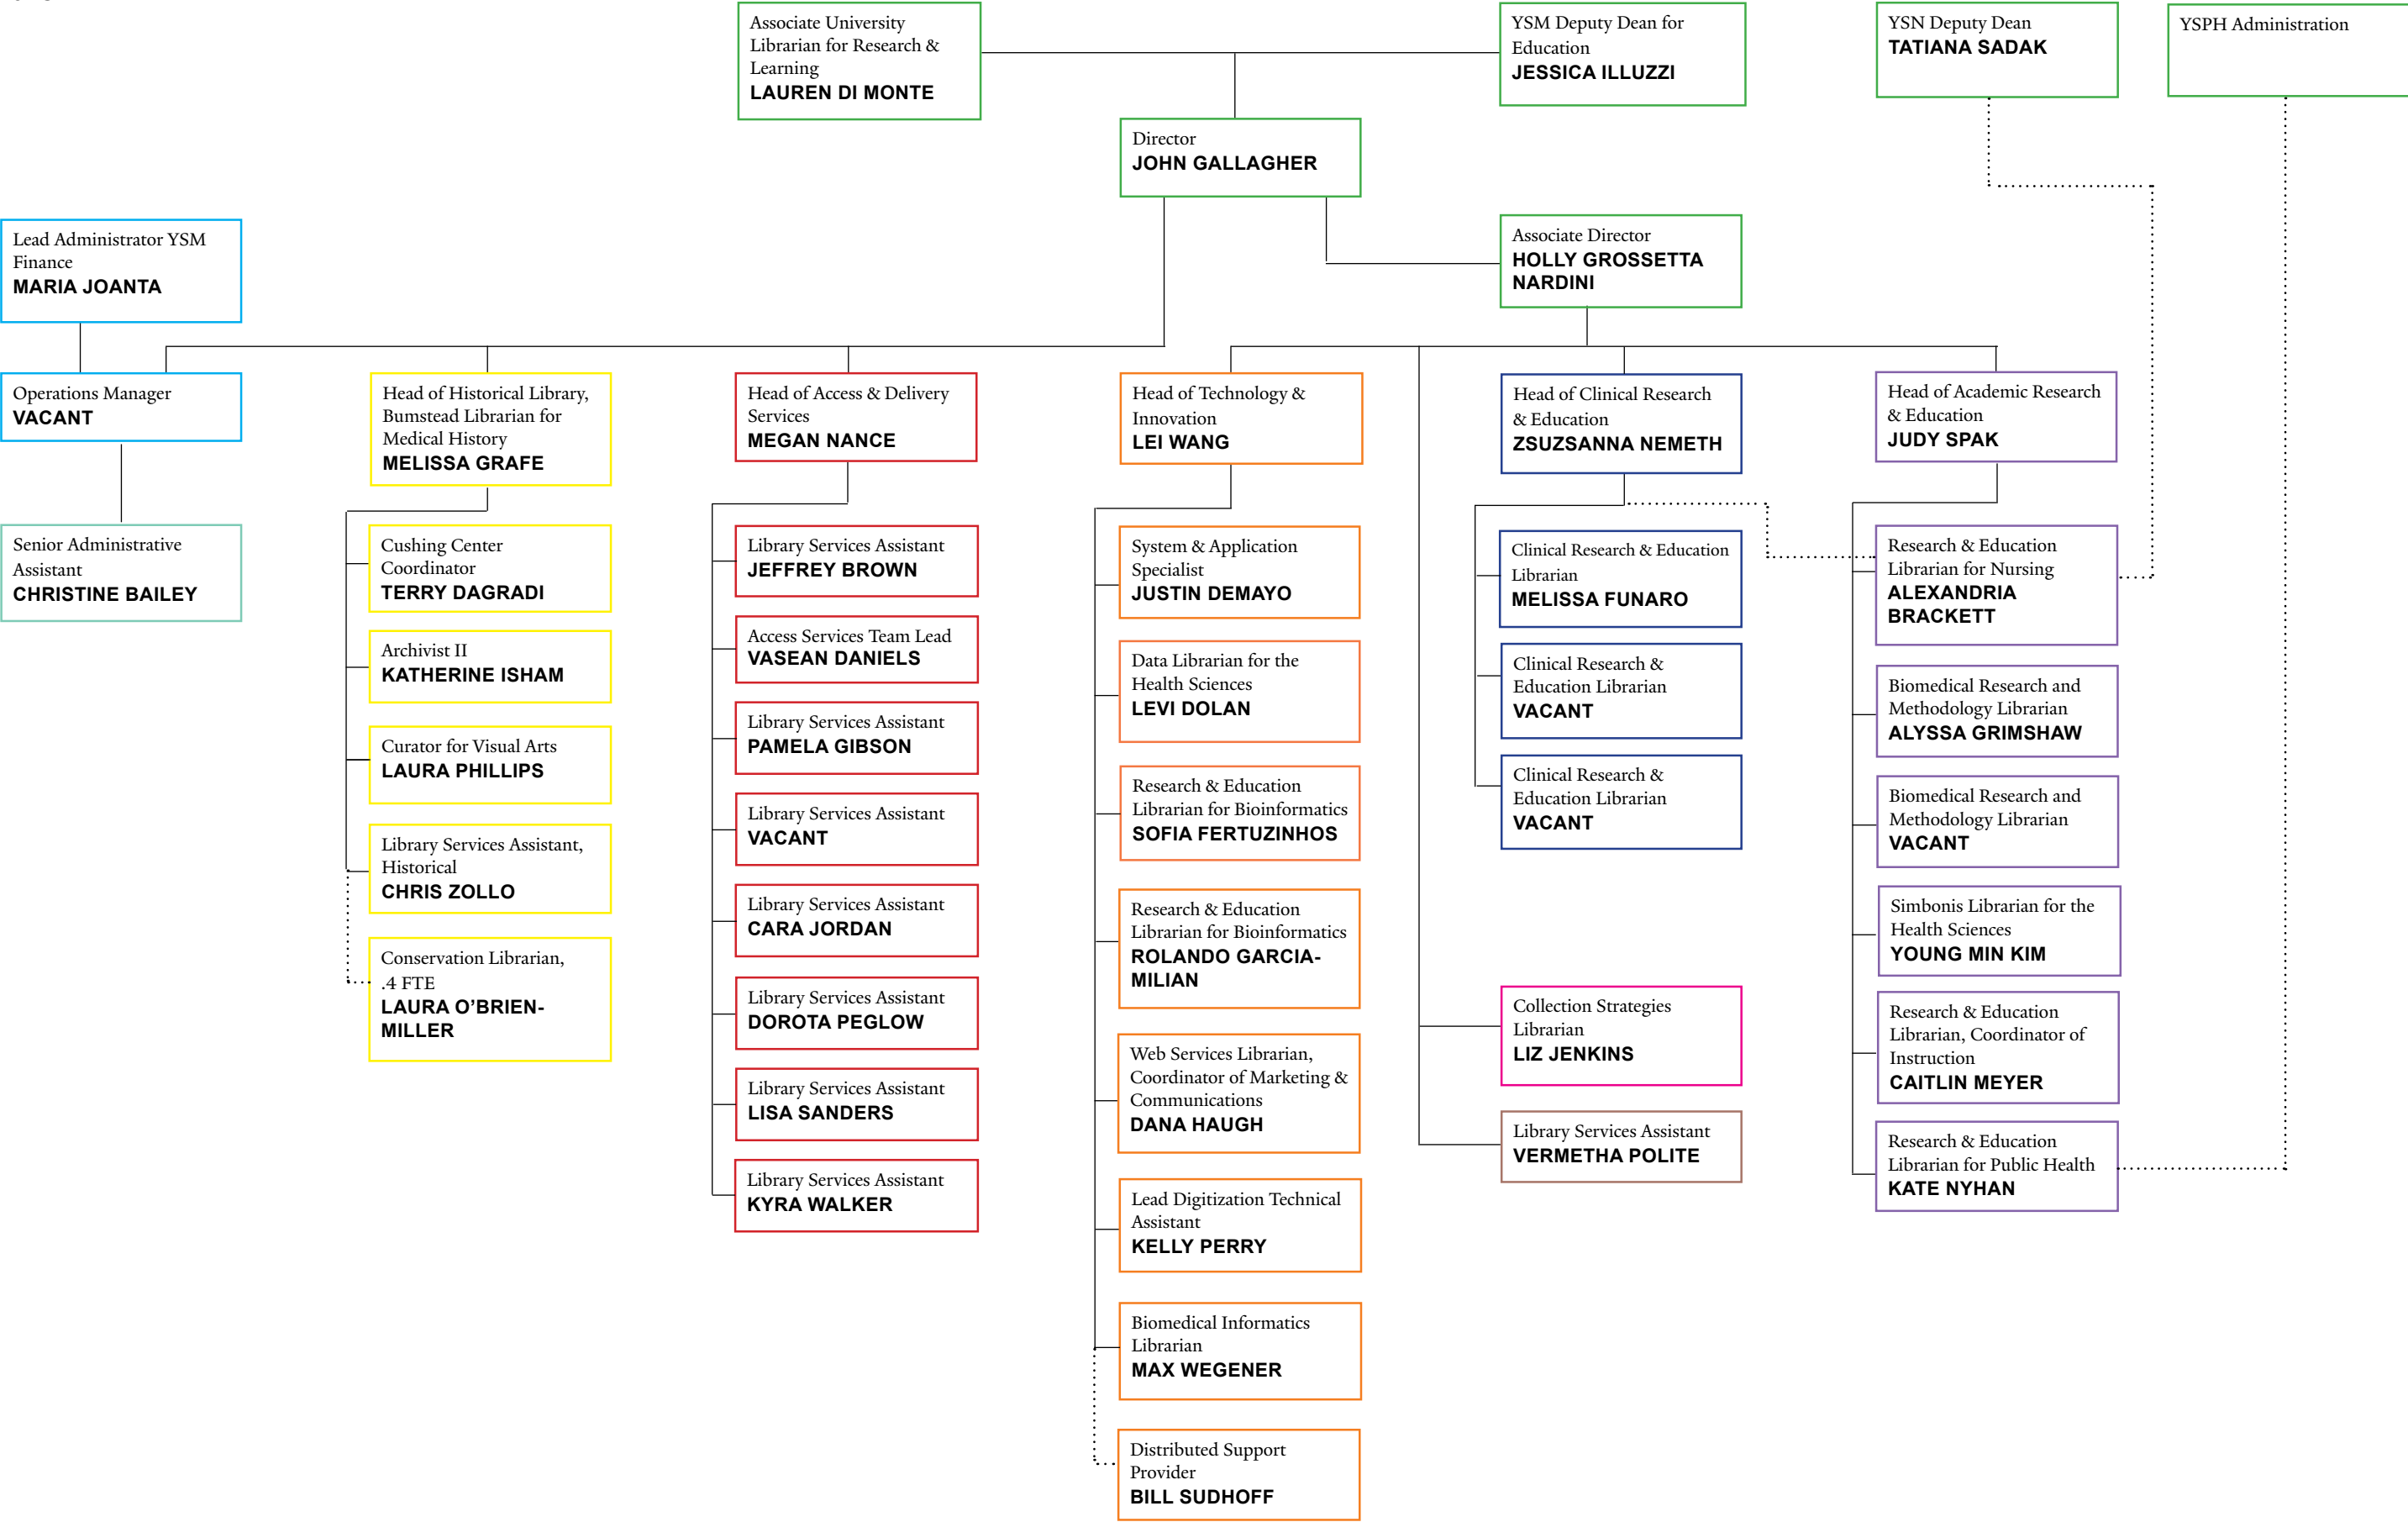 Associate University
Librarian for Research &
Learning
LAUREN DI MONTE
YSM Deputy Dean for
Education
JESSICA ILLUZZI
YSN Deputy Dean
TATIANA SADAK
YSPH Administration
Director
JOHN GALLAGHER
Lead Administrator YSM
Finance
MARIA JOANTA
Associate Director
HOLLY GROSSETTA
NARDINI
Operations Manager
VACANT
Senior Administrative
Assistant
CHRISTINE BAILEY
Head of Historical Library,
Bumstead Librarian for
Medical History
MELISSA GRAFE
Cushing Center
Coordinator
TERRY DAGRADI
Archivist II
KATHERINE ISHAM
Curator for Visual Arts
LAURA PHILLIPS
Library Services Assistant,
Historical
CHRIS ZOLLO
Conservation Librarian,
.4 FTE
LAURA O’BRIEN-
MILLER
Head of Access & Delivery
Services
MEGAN NANCE
Library Services Assistant
JEFFREY BROWN
Access Services Team Lead
VASEAN DANIELS
Library Services Assistant
PAMELA GIBSON
Library Services Assistant
VACANT
Library Services Assistant
CARA JORDAN
Library Services Assistant
DOROTA PEGLOW
Library Services Assistant
LISA SANDERS
Library Services Assistant
KYRA WALKER
Head of Technology &
Innovation
LEI WANG
System & Application
Specialist
JUSTIN DEMAYO
Data Librarian for the
Health Sciences
LEVI DOLAN
Research & Education
Librarian for Bioinformatics
SOFIA FERTUZINHOS
Research & Education
Librarian for Bioinformatics
ROLANDO GARCIA-
MILIAN
Web Services Librarian,
Coordinator of Marketing &
Communications
DANA HAUGH
Lead Digitization Technical
Assistant
KELLY PERRY
Biomedical Informatics
Librarian
MAX WEGENER
Distributed Support
Provider
BILL SUDHOFF
Head of Clinical Research
& Education
ZSUZSANNA NEMETH
Clinical Research & Education
Librarian
MELISSA FUNARO
Clinical Research &
Education Librarian
VACANT
Clinical Research &
Education Librarian
VACANT
Collection Strategies
Librarian
LIZ JENKINS
Library Services Assistant
VERMETHA POLITE
Head of Academic Research
& Education
JUDY SPAK
Research & Education
Librarian for Nursing
ALEXANDRIA
BRACKETT
Biomedical Research and
Methodology Librarian
ALYSSA GRIMSHAW
Biomedical Research and
Methodology Librarian
VACANT
Simbonis Librarian for the
Health Sciences
YOUNG MIN KIM
Research & Education
Librarian, Coordinator of
Instruction
CAITLIN MEYER
Research & Education
Librarian for Public Health
KATE NYHAN